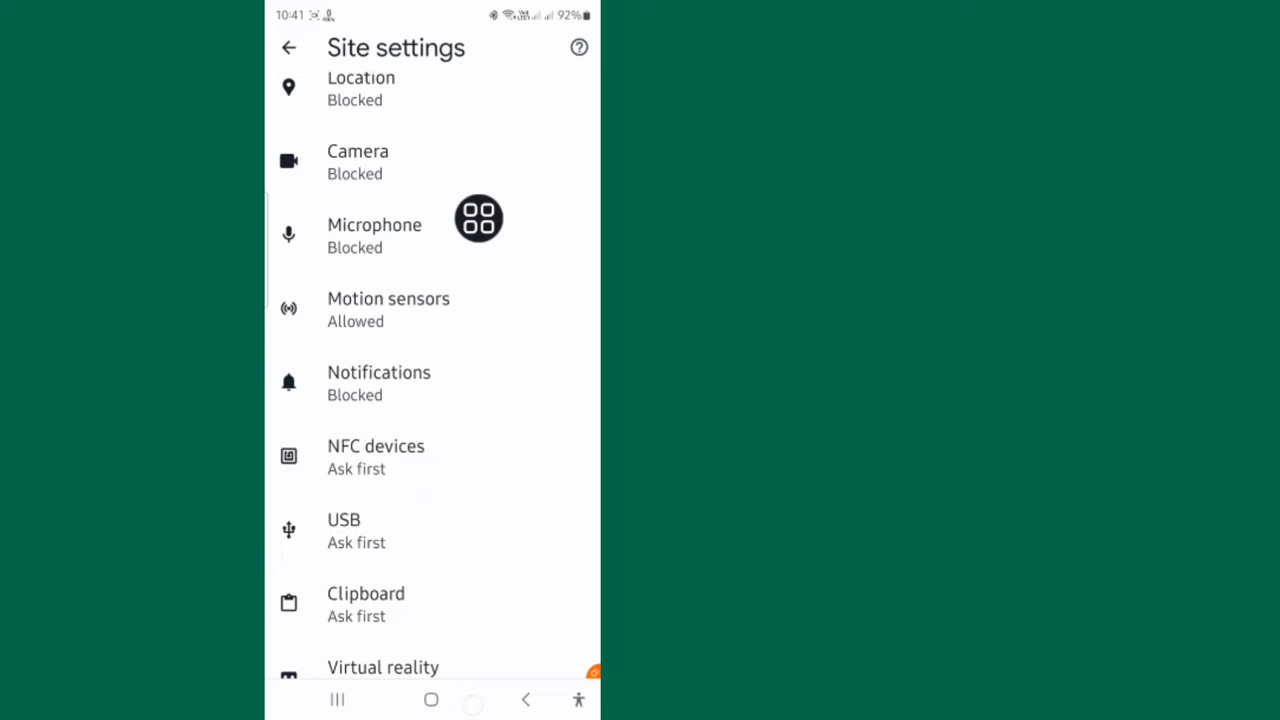 10:41
92%
Site settings
Location
Blocked
Camera
Blocked
Microphone
Blocked
Motion sensors
Allowed
Notifications
Blocked
NFC devices
Ask first
USB
Ask first
Clipboard
Ask first
Virtual reality